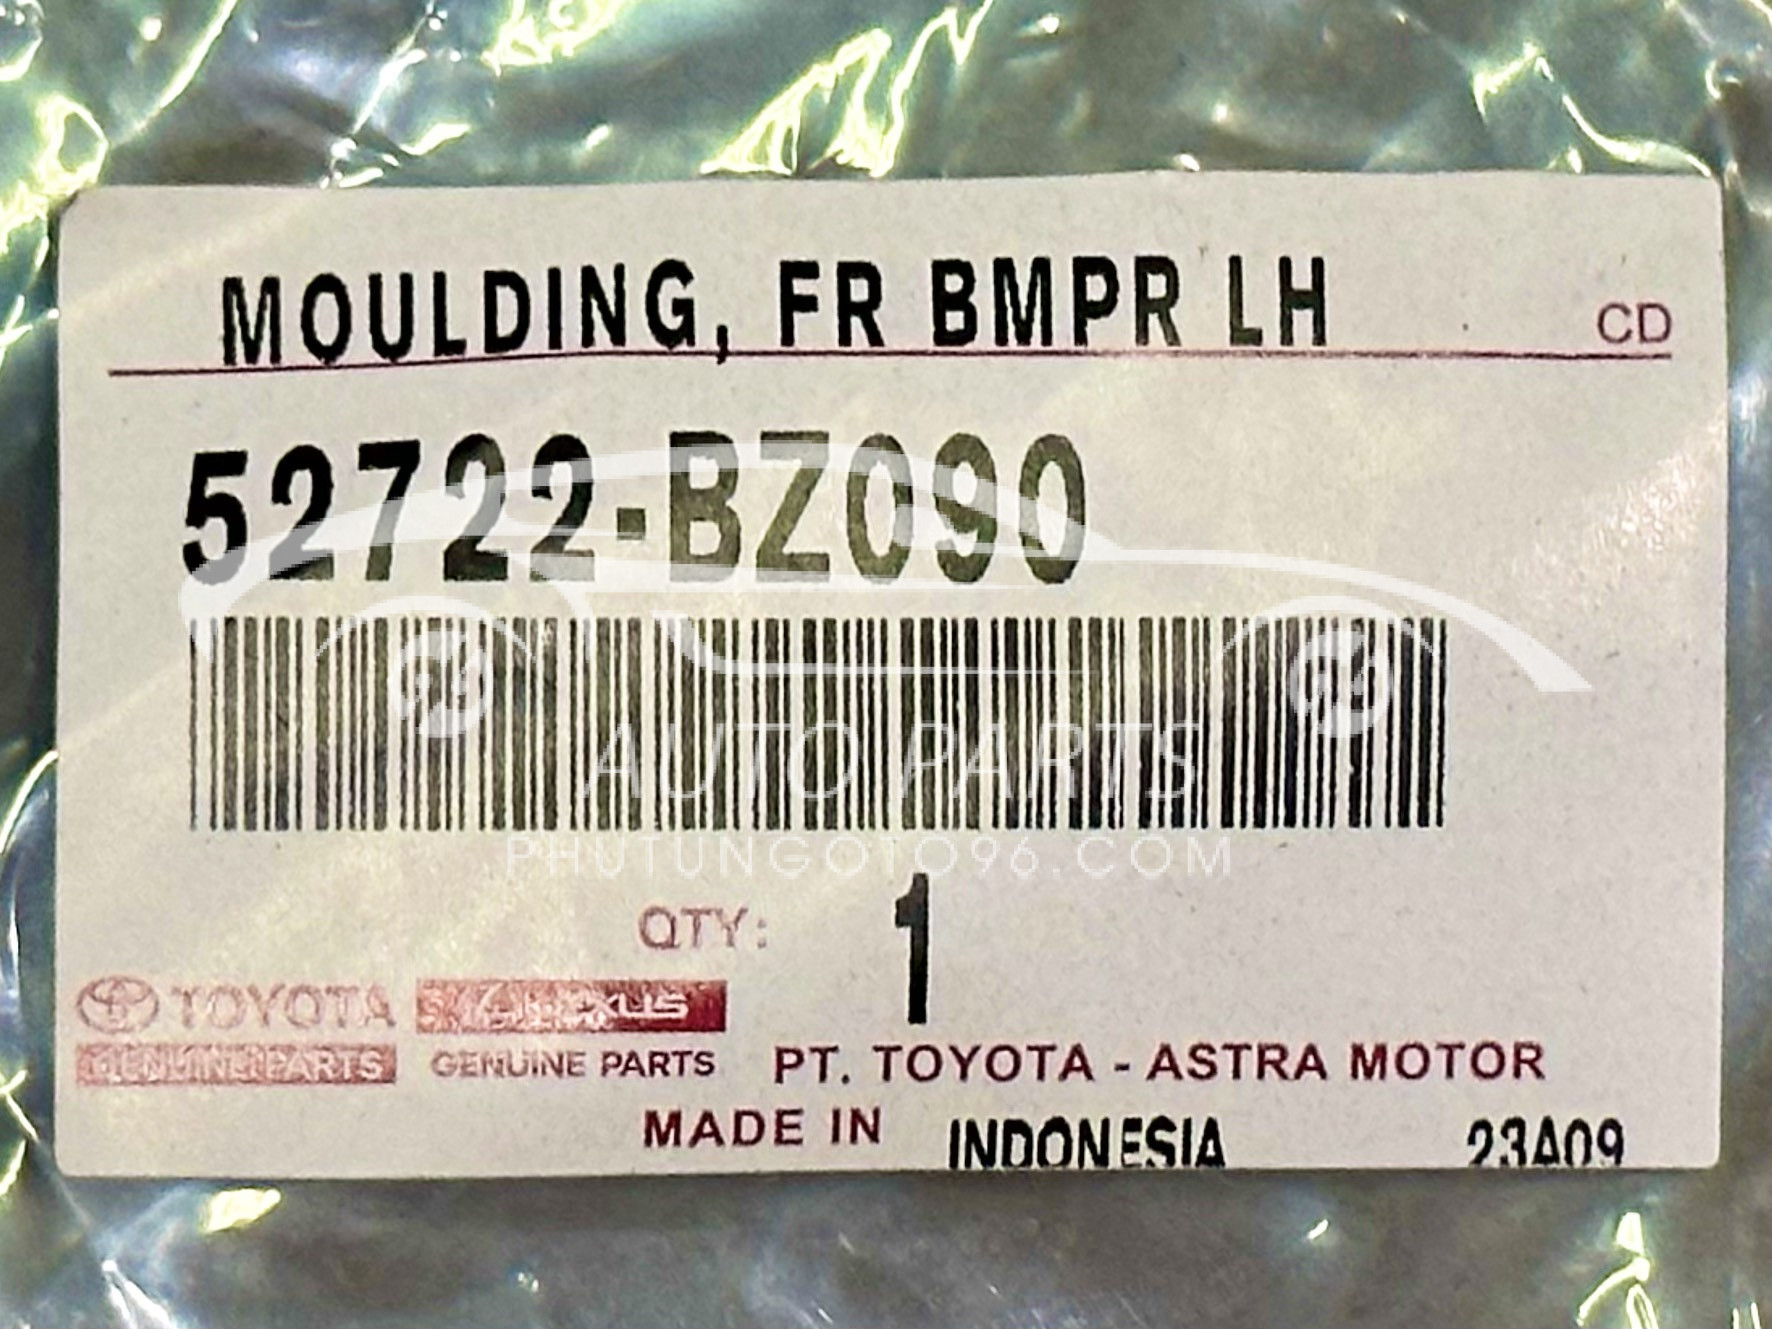 MOULDING, FR BMPR LH
CD
52722-BZ090
AUTO PARTS
PHUTUNGOTO96.COM
QTY: 1
TOYOTA LEXUS
GENUINE PARTS GENUINE PARTS PT. TOYOTA - ASTRA MOTOR
MADE IN INDONESIA 23A09